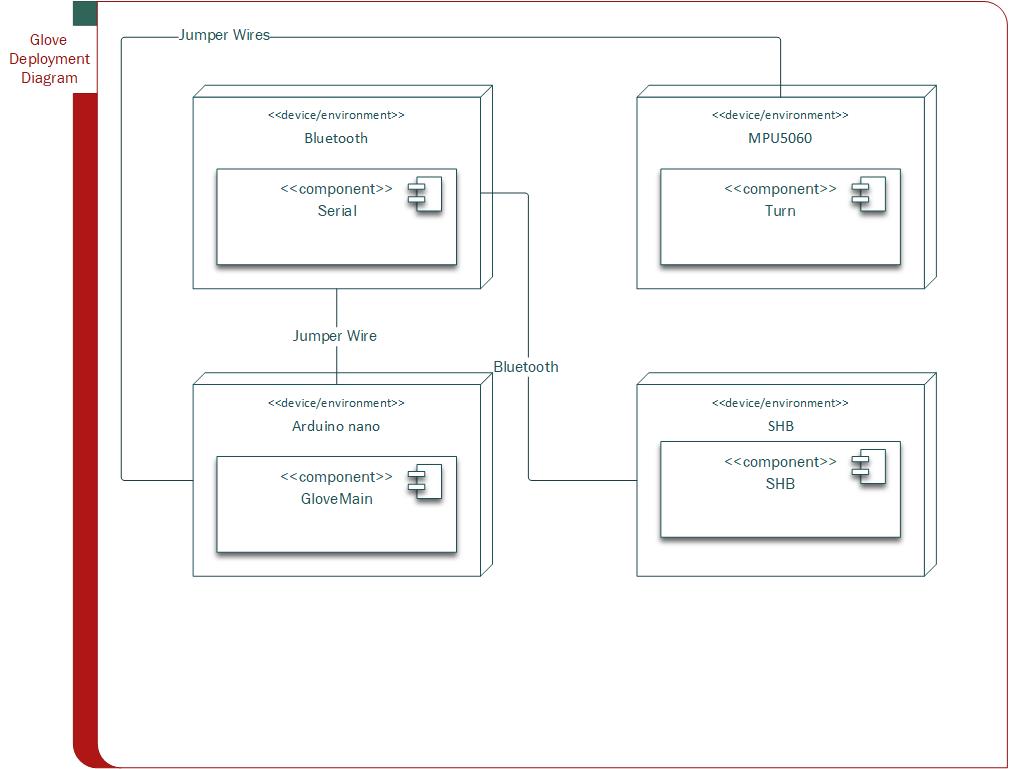 Glove
Deployment
Diagram
Jumper Wires
<<device/environment>>
Bluetooth
<<component>>
Serial
<<device/environment>>
MPU5060
<<component>>
Turn
Jumper Wire
Bluetooth
<<device/environment>>
Arduino nano
<<component>>
GloveMain
<<device/environment>>
SHB
<<component>>
SHB